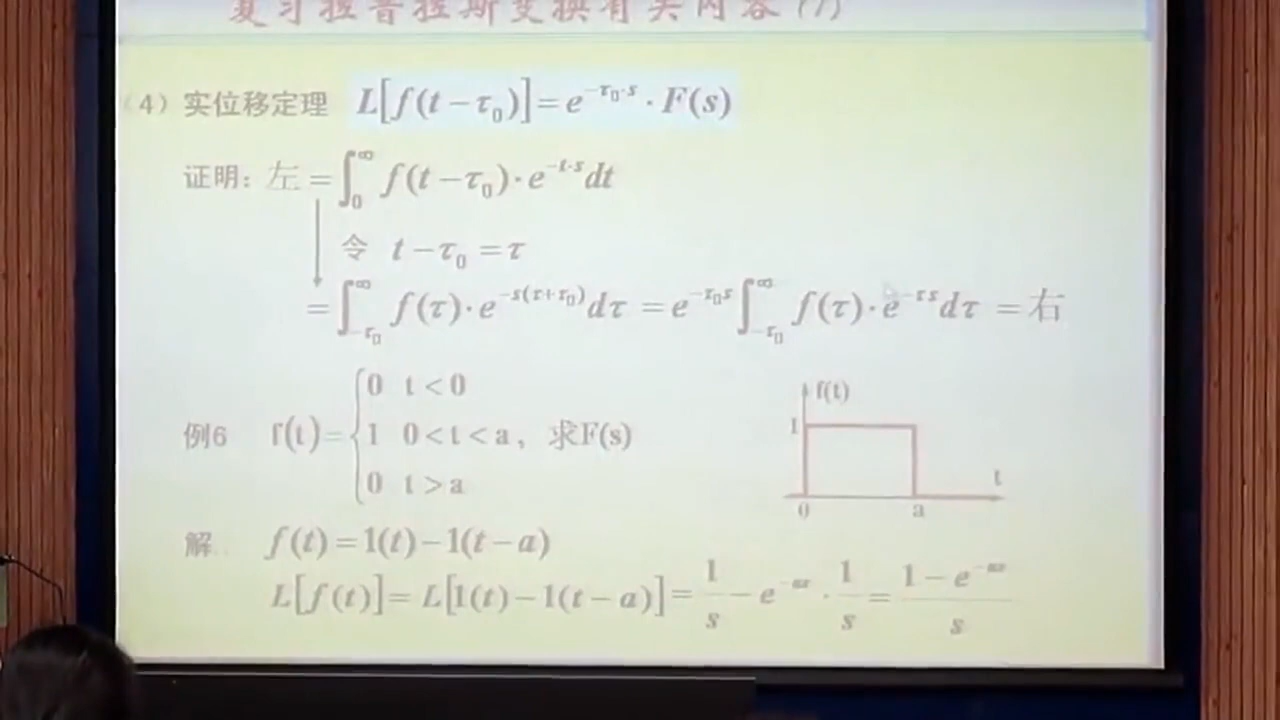 复习拉普拉斯变换有关内容 (7)
(4) 实位移定理 L[f(t-τ₀)]=e^{-τ₀·s}·F(s)
证明: 左 =∫₀^∞ f(t-τ₀)·e^{-t·s}dt
令 t-τ₀=τ
=∫_{-τ₀}^∞ f(τ)·e^{-s(τ+τ₀)}dτ =e^{-τ₀s}∫_{-τ₀}^∞ f(τ)·e^{-τs}dτ =右
例6 f(t)={0 t<0
1 0<t<a, 求F(s)
0 t>a
f(t)
1
t
0 a
解 f(t)=1(t)-1(t-a)
L[f(t)]=L[1(t)-1(t-a)]=1/s-e^{-as}·1/s=(1-e^{-as})/s